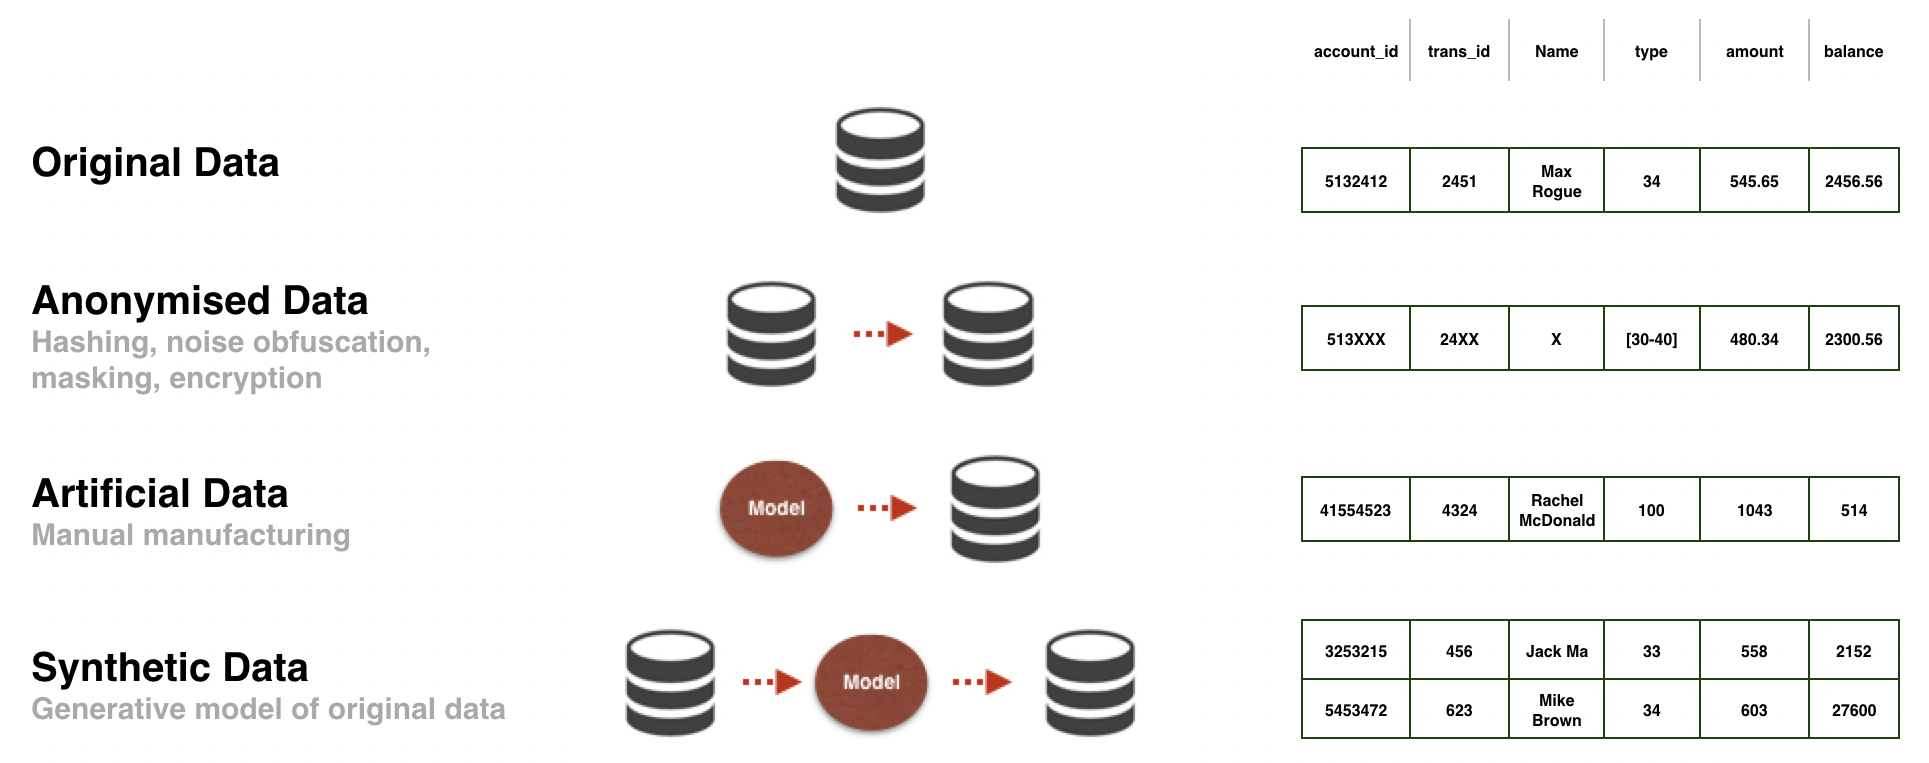 account_id trans_id Name type amount balance
Original Data
5132412 2451 Max Rogue 34 545.65 2456.56
Anonymised Data
Hashing, noise obfuscation,
masking, encryption
513XXX 24XX X [30-40] 480.34 2300.56
Artificial Data
Manual manufacturing
Model
41554523 4324 Rachel McDonald 100 1043 514
Synthetic Data
Generative model of original data
Model
3253215 456 Jack Ma 33 558 2152
5453472 623 Mike Brown 34 603 27600